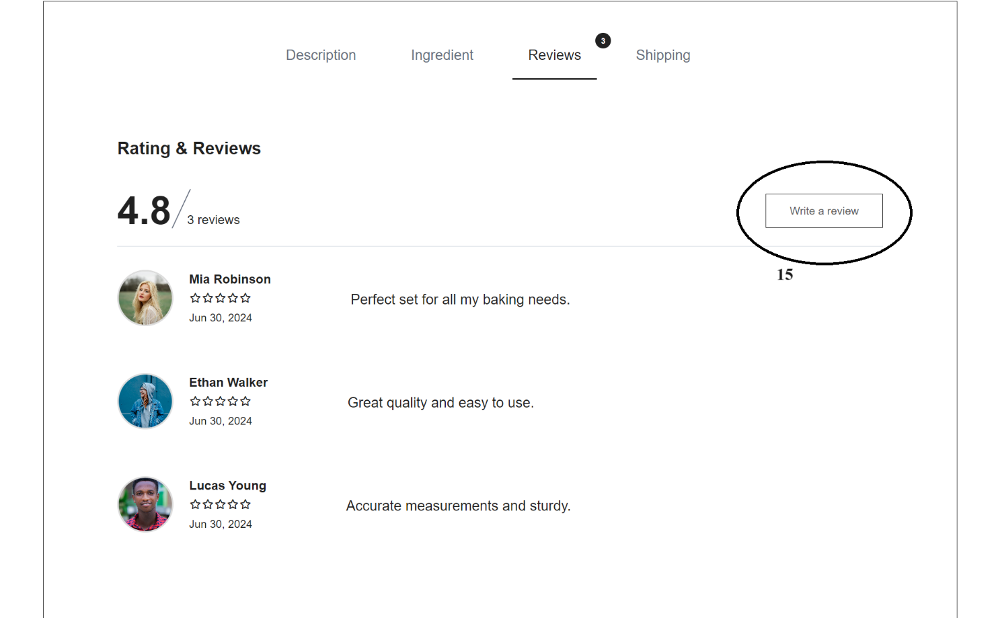 3
Description Ingredient Reviews Shipping
Rating & Reviews
4.8 / 3 reviews
Write a review
15
Mia Robinson
Jun 30, 2024
Perfect set for all my baking needs.
Ethan Walker
Jun 30, 2024
Great quality and easy to use.
Lucas Young
Jun 30, 2024
Accurate measurements and sturdy.